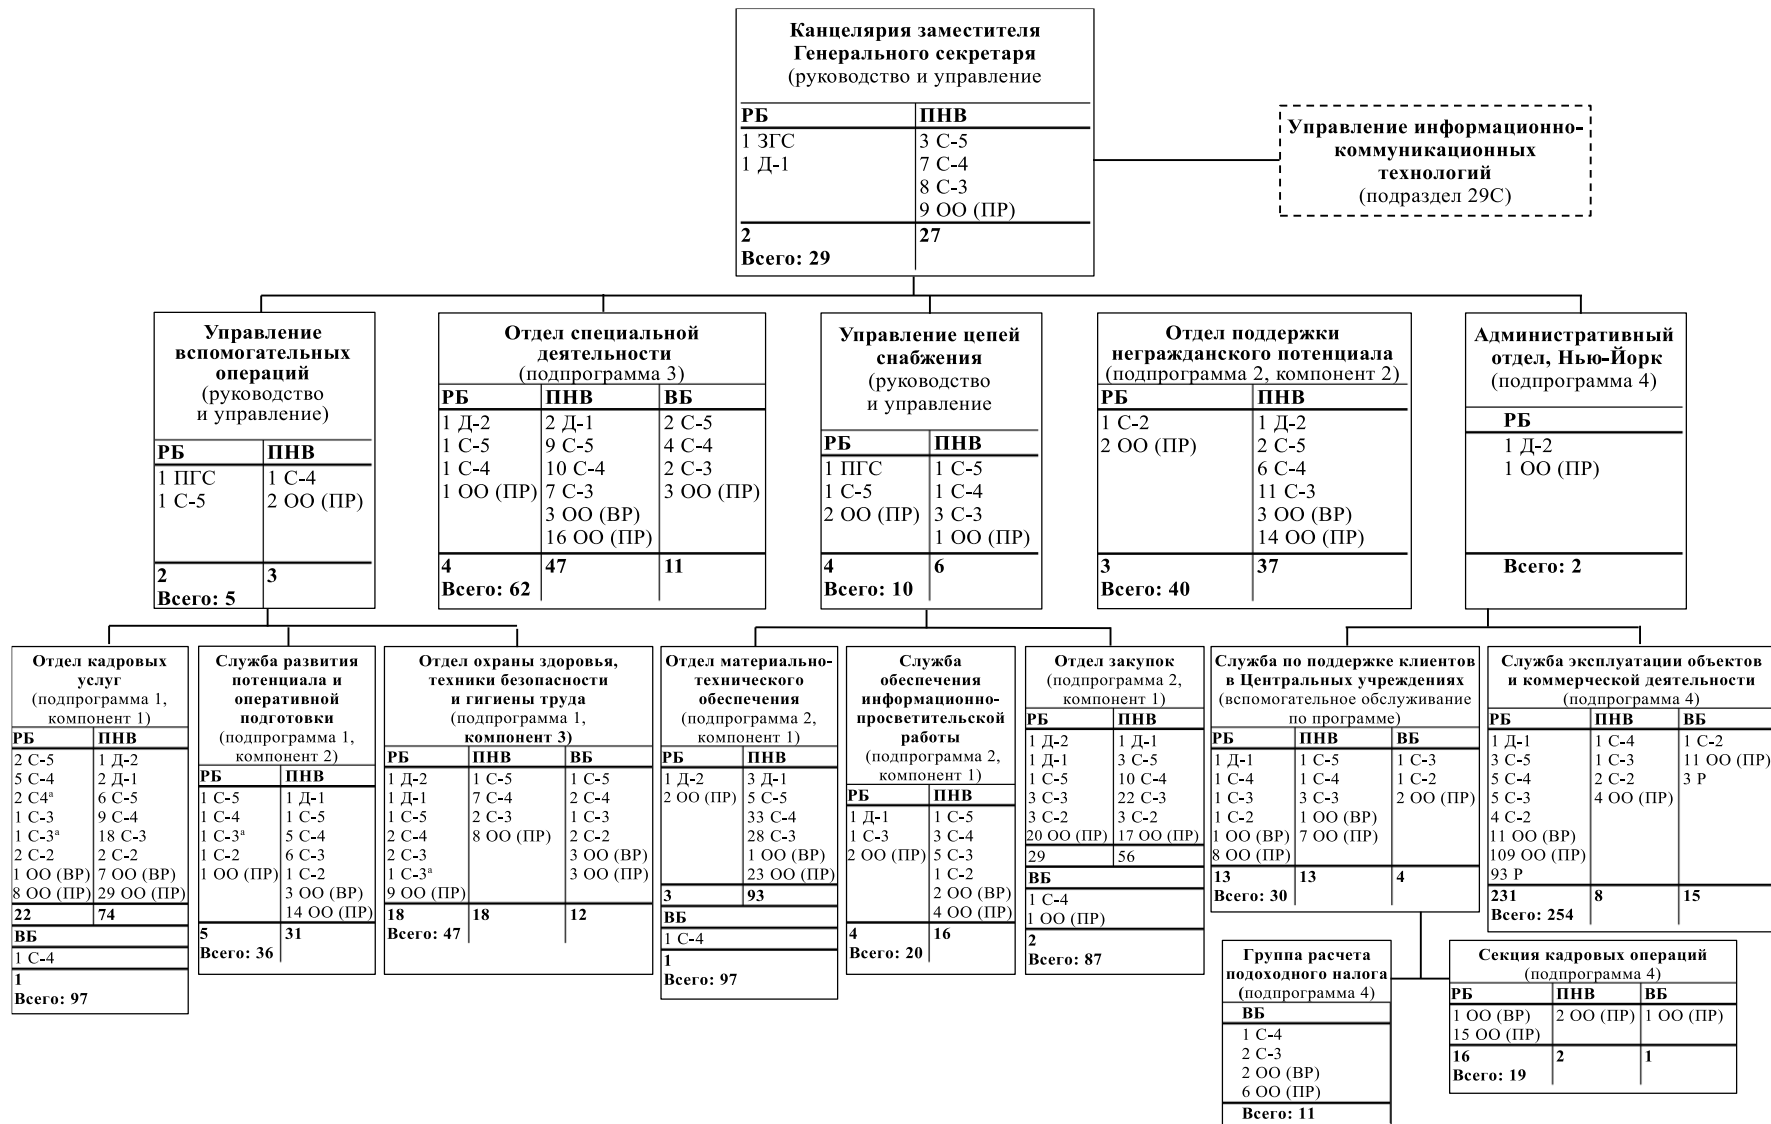 Канцелярия заместителя
Генерального секретаря
(руководство и управление
РБ ПНВ
1 ЗГС 3 С-5
1 Д-1 7 С-4
8 С-3
9 ОО (ПР)
2 27
Всего: 29
Управление информационно-
коммуникационных
технологий
(подраздел 29С)
Управление
вспомогательных
операций
(руководство
и управление)
РБ ПНВ
1 ПГС 1 С-4
1 С-5 2 ОО (ПР)
2 3
Всего: 5
Отдел специальной
деятельности
(подпрограмма 3)
РБ ПНВ ВБ
1 Д-2 2 Д-1 2 С-5
1 С-5 9 С-5 4 С-4
1 С-4 10 С-4 2 С-3
1 ОО (ПР) 7 С-3 3 ОО (ПР)
3 ОО (ВР)
16 ОО (ПР)
4 47 11
Всего: 62
Управление цепей
снабжения
(руководство
и управление
РБ ПНВ
1 ПГС 1 С-5
1 С-5 1 С-4
2 ОО (ПР) 3 С-3
1 ОО (ПР)
4 6
Всего: 10
Отдел поддержки
негражданского потенциала
(подпрограмма 2, компонент 2)
РБ ПНВ
1 С-2 1 Д-2
2 ОО (ПР) 2 С-5
6 С-4
11 С-3
3 ОО (ВР)
14 ОО (ПР)
3 37
Всего: 40
Административный
отдел, Нью-Йорк
(подпрограмма 4)
РБ
1 Д-2
1 ОО (ПР)
Всего: 2
Отдел кадровых
услуг
(подпрограмма 1,
компонент 1)
РБ ПНВ
2 С-5 1 Д-2
5 С-4 2 Д-1
2 С4ᵃ 6 С-5
1 С-3 9 С-4
1 С-3ᵃ 18 С-3
2 С-2 2 С-2
1 ОО (ВР) 7 ОО (ВР)
8 ОО (ПР) 29 ОО (ПР)
22 74
ВБ
1 С-4
1
Всего: 97
Служба развития
потенциала и
оперативной
подготовки
(подпрограмма 1,
компонент 2)
РБ ПНВ
1 С-5 1 Д-1
1 С-4 1 С-5
1 С-3ᵃ 5 С-4
1 С-2 6 С-3
1 ОО (ПР) 1 С-2
3 ОО (ВР)
14 ОО (ПР)
5 31
Всего: 36
Отдел охраны здоровья,
техники безопасности
и гигиены труда
(подпрограмма 1,
компонент 3)
РБ ПНВ ВБ
1 Д-2 1 С-5 1 С-5
1 Д-1 7 С-4 2 С-4
1 С-5 2 С-3 1 С-3
2 С-4 8 ОО (ПР) 2 С-2
2 С-3 3 ОО (ВР)
1 С-3ᵃ 3 ОО (ПР)
9 ОО (ПР)
18 18 12
Всего: 47
Отдел материально-
технического
обеспечения
(подпрограмма 2,
компонент 1)
РБ ПНВ
1 Д-2 3 Д-1
2 ОО (ПР) 5 С-5
33 С-4
28 С-3
1 ОО (ВР)
23 ОО (ПР)
3 93
ВБ
1 С-4
1
Всего: 97
Служба
обеспечения
информационно-
просветительской
работы
(подпрограмма 2,
компонент 1)
РБ ПНВ
1 Д-1 1 С-5
1 С-3 3 С-4
2 ОО (ПР) 5 С-3
1 С-2
2 ОО (ВР)
4 ОО (ПР)
4 16
Всего: 20
Отдел закупок
(подпрограмма 2,
компонент 1)
РБ ПНВ
1 Д-2 1 Д-1
1 Д-1 3 С-5
1 С-5 10 С-4
3 С-3 22 С-3
3 С-2 3 С-2
20 ОО (ПР) 17 ОО (ПР)
29 56
ВБ
1 С-4
1 ОО (ПР)
2
Всего: 87
Служба по поддержке клиентов
в Центральных учреждениях
(вспомогательное обслуживание
по программе)
РБ ПНВ ВБ
1 Д-1 1 С-5 1 С-3
1 С-4 1 С-4 1 С-2
1 С-3 3 С-3 2 ОО (ПР)
1 С-2 1 ОО (ВР)
1 ОО (ВР) 7 ОО (ПР)
8 ОО (ПР)
13 13 4
Всего: 30
Служба эксплуатации объектов
и коммерческой деятельности
(подпрограмма 4)
РБ ПНВ ВБ
1 Д-1 1 С-4 1 С-2
3 С-5 1 С-3 11 ОО (ПР)
5 С-4 2 С-2 3 Р
5 С-3 4 ОО (ПР)
4 С-2
11 ОО (ВР)
109 ОО (ПР)
93 Р
231 8 15
Всего: 254
Группа расчета
подоходного налога
(подпрограмма 4)
ВБ
1 С-4
2 С-3
2 ОО (ВР)
6 ОО (ПР)
Всего: 11
Секция кадровых операций
(подпрограмма 4)
РБ ПНВ ВБ
1 ОО (ВР) 2 ОО (ПР) 1 ОО (ПР)
15 ОО (ПР)
16 2 1
Всего: 19